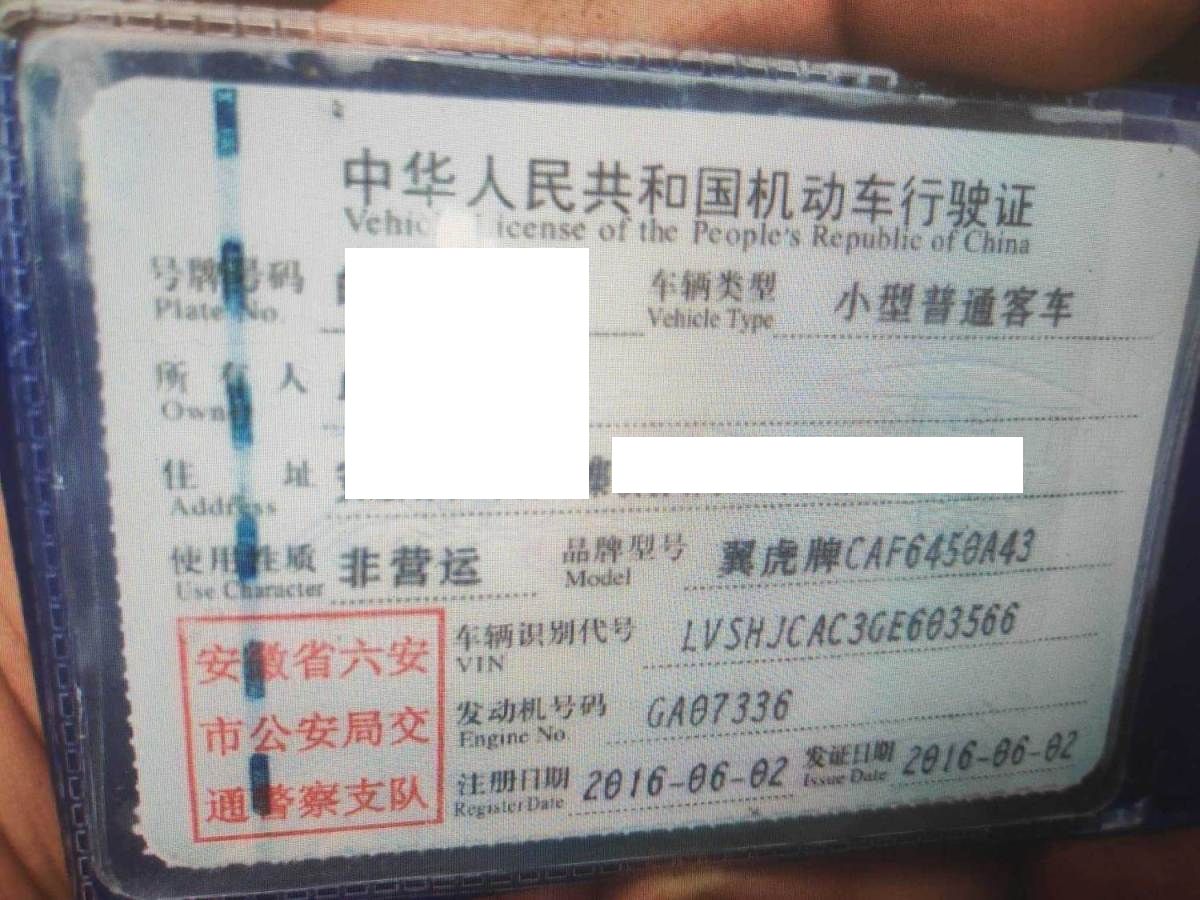 中华人民共和国机动车行驶证
Vehic icense of the People's Republic of China
号牌号码 车辆类型 小型普通客车
Plate No. Vehicle Type
所有人
Owner
住址
Address
使用性质 非营运 品牌型号 翼虎牌CAF6450A43
Use Character Model
安徽省六安 车辆识别代号 LVSHJCAC3GE603566
VIN
市公安局交 发动机号码 GA07336
Engine No.
通警察支队 注册日期 2016-06-02 发证日期 2016-06-02
Register Date Issue Date